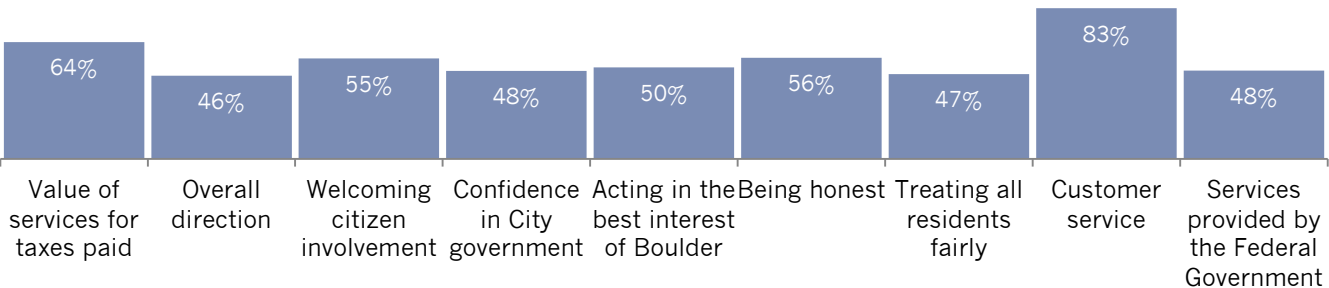 64%
46%
55%
48%
50%
56%
47%
83%
48%
Value of
services for
taxes paid
Overall
direction
Welcoming
citizen
involvement
Confidence
in City
government
Acting in the
best interest
of Boulder
Being honest
Treating all
residents
fairly
Customer
service
Services
provided by
the Federal
Government